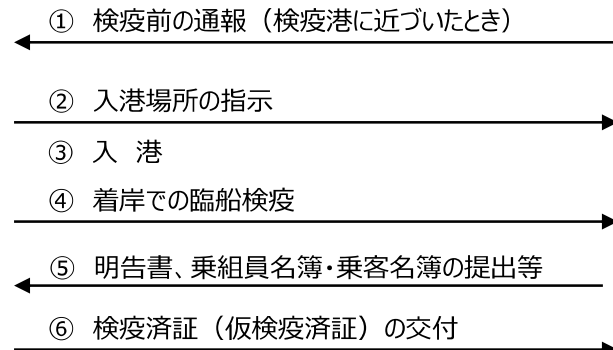 ① 検疫前の通報（検疫港に近づいたとき）
② 入港場所の指示
③ 入 港
④ 着岸での臨船検疫
⑤ 明告書、乗組員名簿・乗客名簿の提出等
⑥ 検疫済証（仮検疫済証）の交付